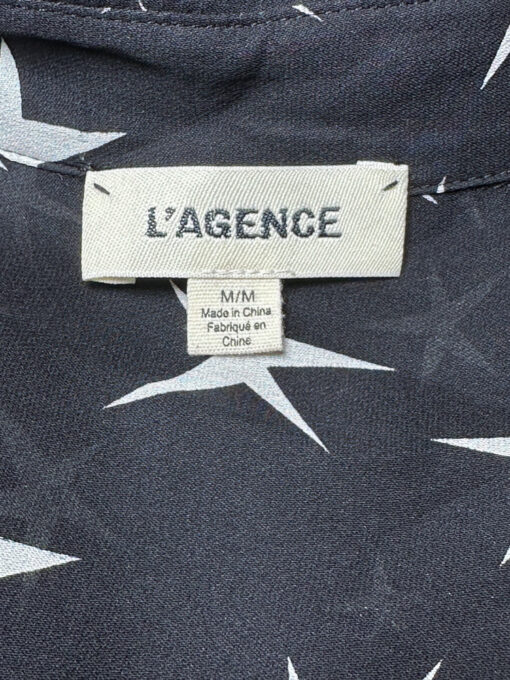 L'AGENCE
M/M
Made in China
Fabriqué en
Chine